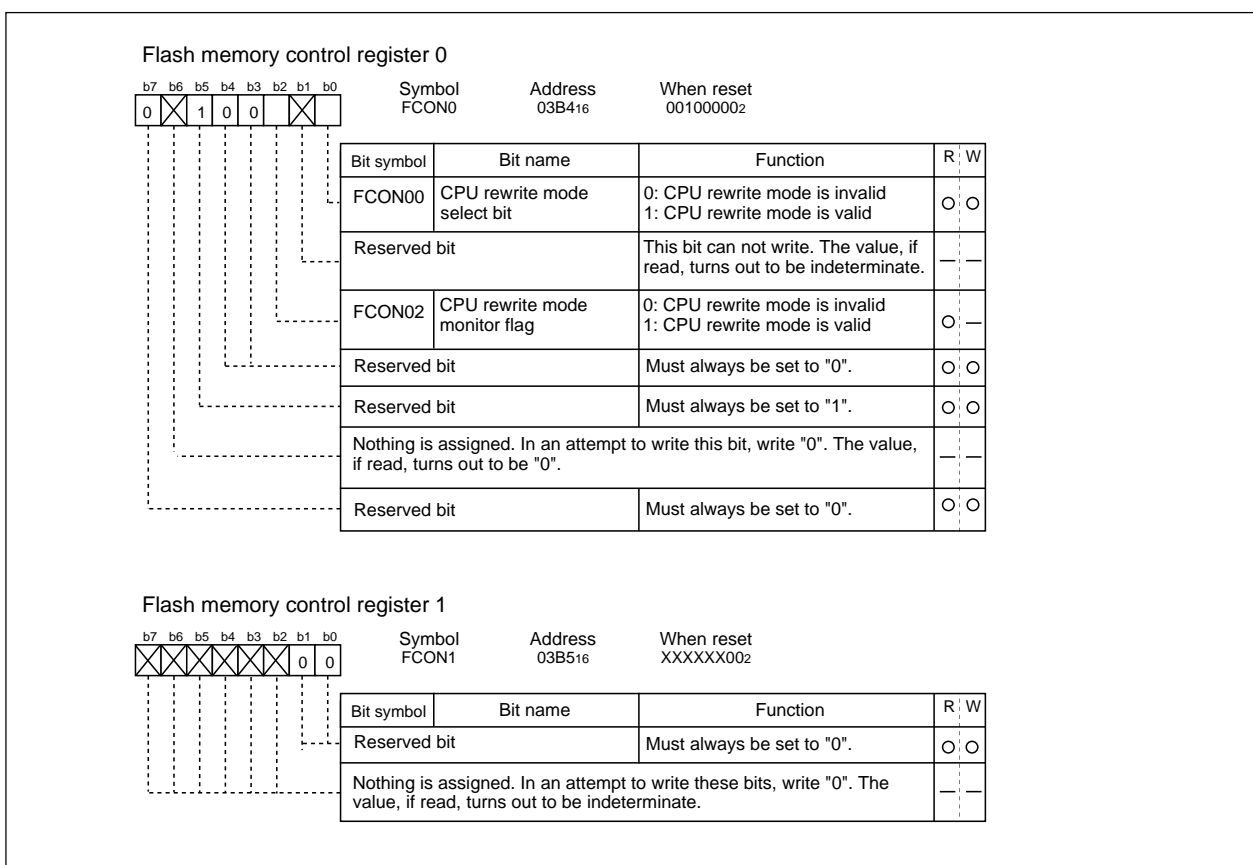 Flash memory control register 0
b7 b6 b5 b4 b3 b2 b1 b0
0 1 0 0
Symbol Address When reset
FCON0 03B416 001000002
Bit symbol Bit name Function R W
FCON00 CPU rewrite mode select bit 0: CPU rewrite mode is invalid
1: CPU rewrite mode is valid
Reserved bit This bit can not write. The value, if
read, turns out to be indeterminate.
FCON02 CPU rewrite mode monitor flag 0: CPU rewrite mode is invalid
1: CPU rewrite mode is valid
Reserved bit Must always be set to "0".
Reserved bit Must always be set to "1".
Nothing is assigned. In an attempt to write this bit, write "0". The value,
if read, turns out to be "0".
Reserved bit Must always be set to "0".
Flash memory control register 1
b7 b6 b5 b4 b3 b2 b1 b0
0 0
Symbol Address When reset
FCON1 03B516 XXXXXX002
Bit symbol Bit name Function R W
Reserved bit Must always be set to "0".
Nothing is assigned. In an attempt to write these bits, write "0". The
value, if read, turns out to be indeterminate.